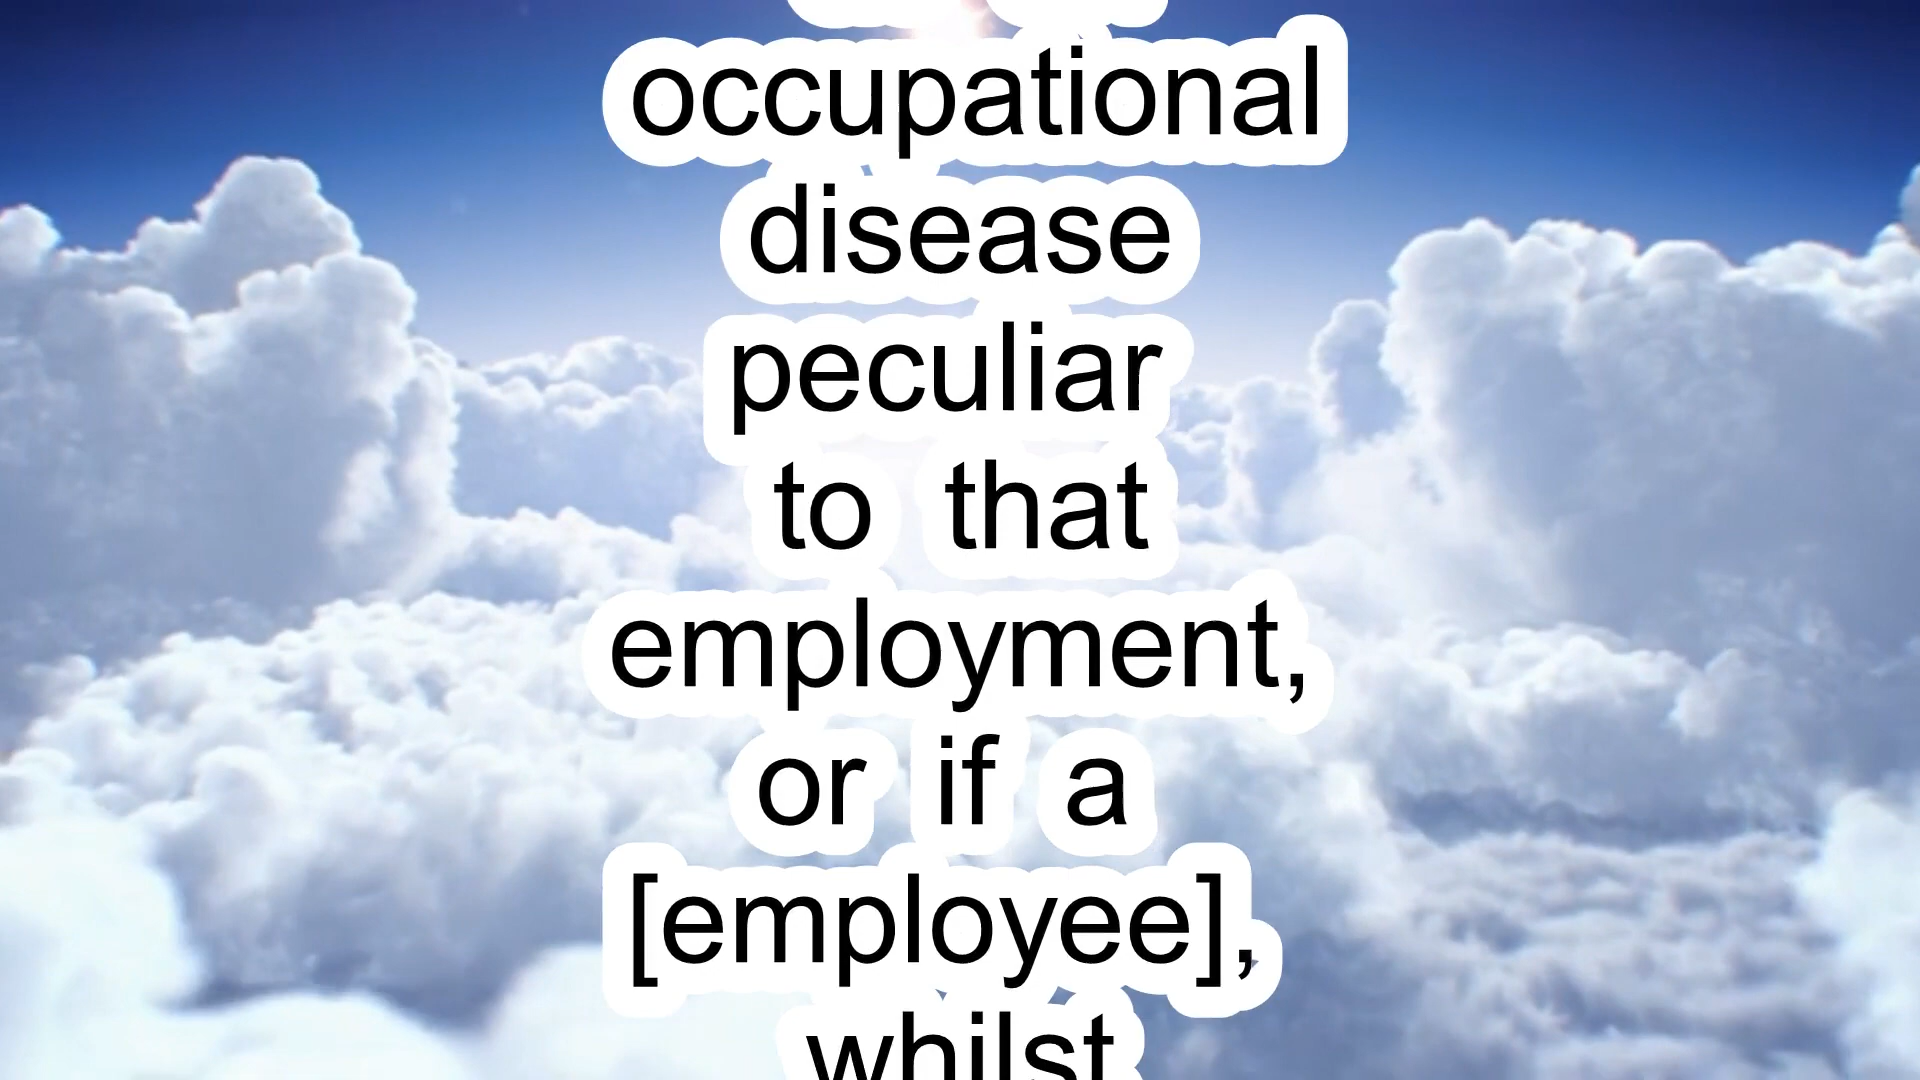 occupational
disease
peculiar
to that
employment,
or if a
[employee],
whilst